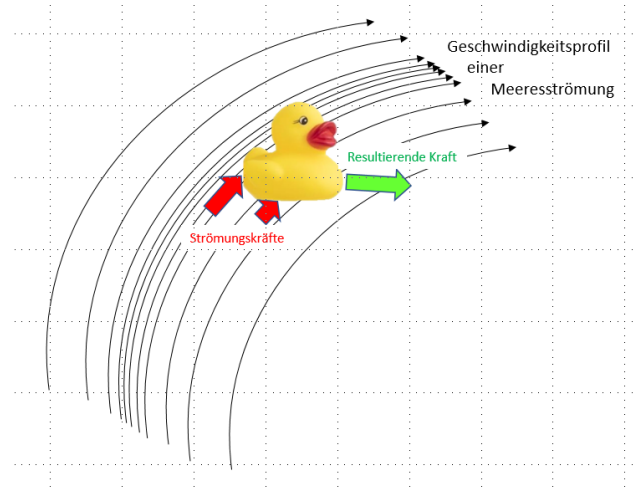 Geschwindigkeitsprofil
einer
Meeresströmung
Resultierende Kraft
Strömungskräfte